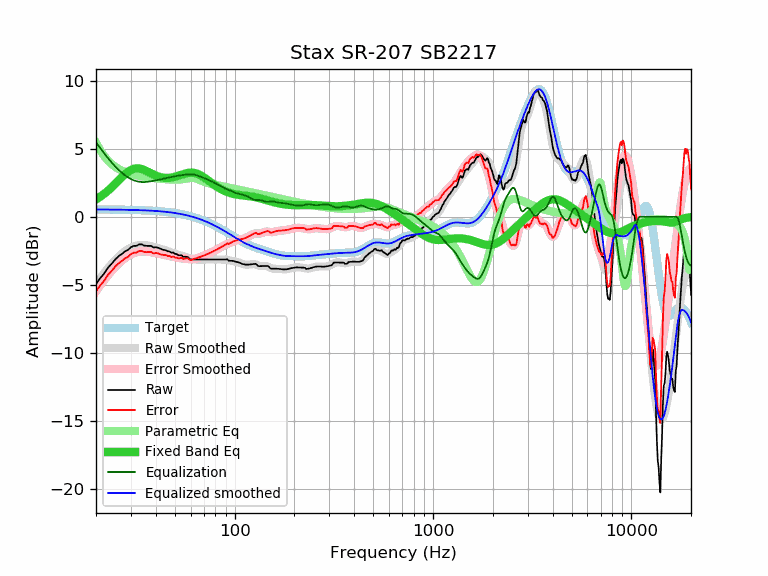 Stax SR-207 SB2217
10
5
0
−5
−10
−15
−20
Amplitude (dBr)
Target
Raw Smoothed
Error Smoothed
Raw
Error
Parametric Eq
Fixed Band Eq
Equalization
Equalized smoothed
100 1000 10000
Frequency (Hz)